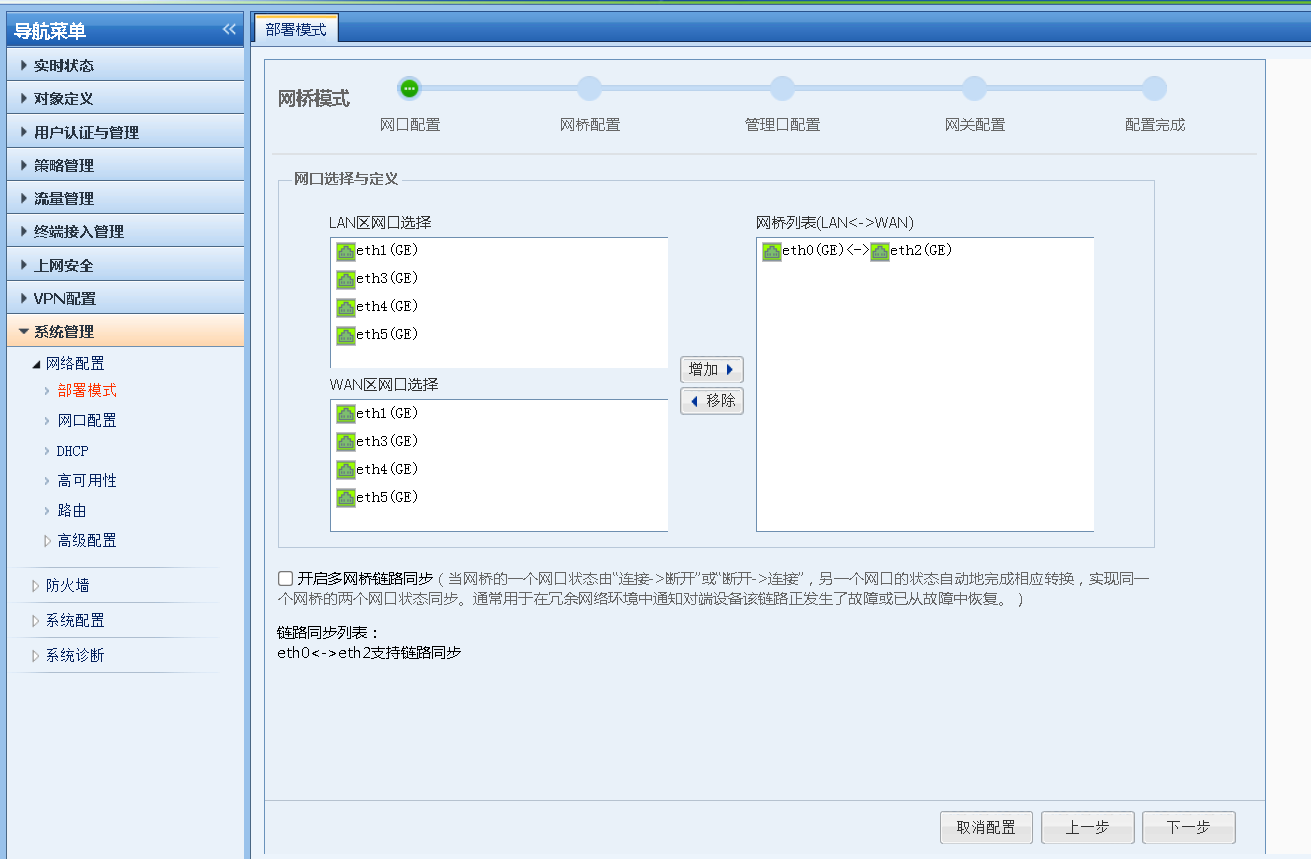 导航菜单
部署模式
实时状态
对象定义
用户认证与管理
策略管理
流量管理
终端接入管理
上网安全
VPN配置
系统管理
网络配置
部署模式
网口配置
DHCP
高可用性
路由
高级配置
防火墙
系统配置
系统诊断
网桥模式
网口配置
网桥配置
管理口配置
网关配置
配置完成
网口选择与定义
LAN区网口选择
eth1(GE)
eth3(GE)
eth4(GE)
eth5(GE)
WAN区网口选择
eth1(GE)
eth3(GE)
eth4(GE)
eth5(GE)
增加
移除
网桥列表(LAN<->WAN)
eth0(GE)<->eth2(GE)
开启多网桥链路同步（当网桥的一个网口状态由“连接->断开”或“断开->连接”，另一个网口的状态自动地完成相应转换，实现同一
个网桥的两个网口状态同步。通常用于在冗余网络环境中通知对端设备该链路正发生了故障或已从故障中恢复。）
链路同步列表：
eth0<->eth2支持链路同步
取消配置
上一步
下一步